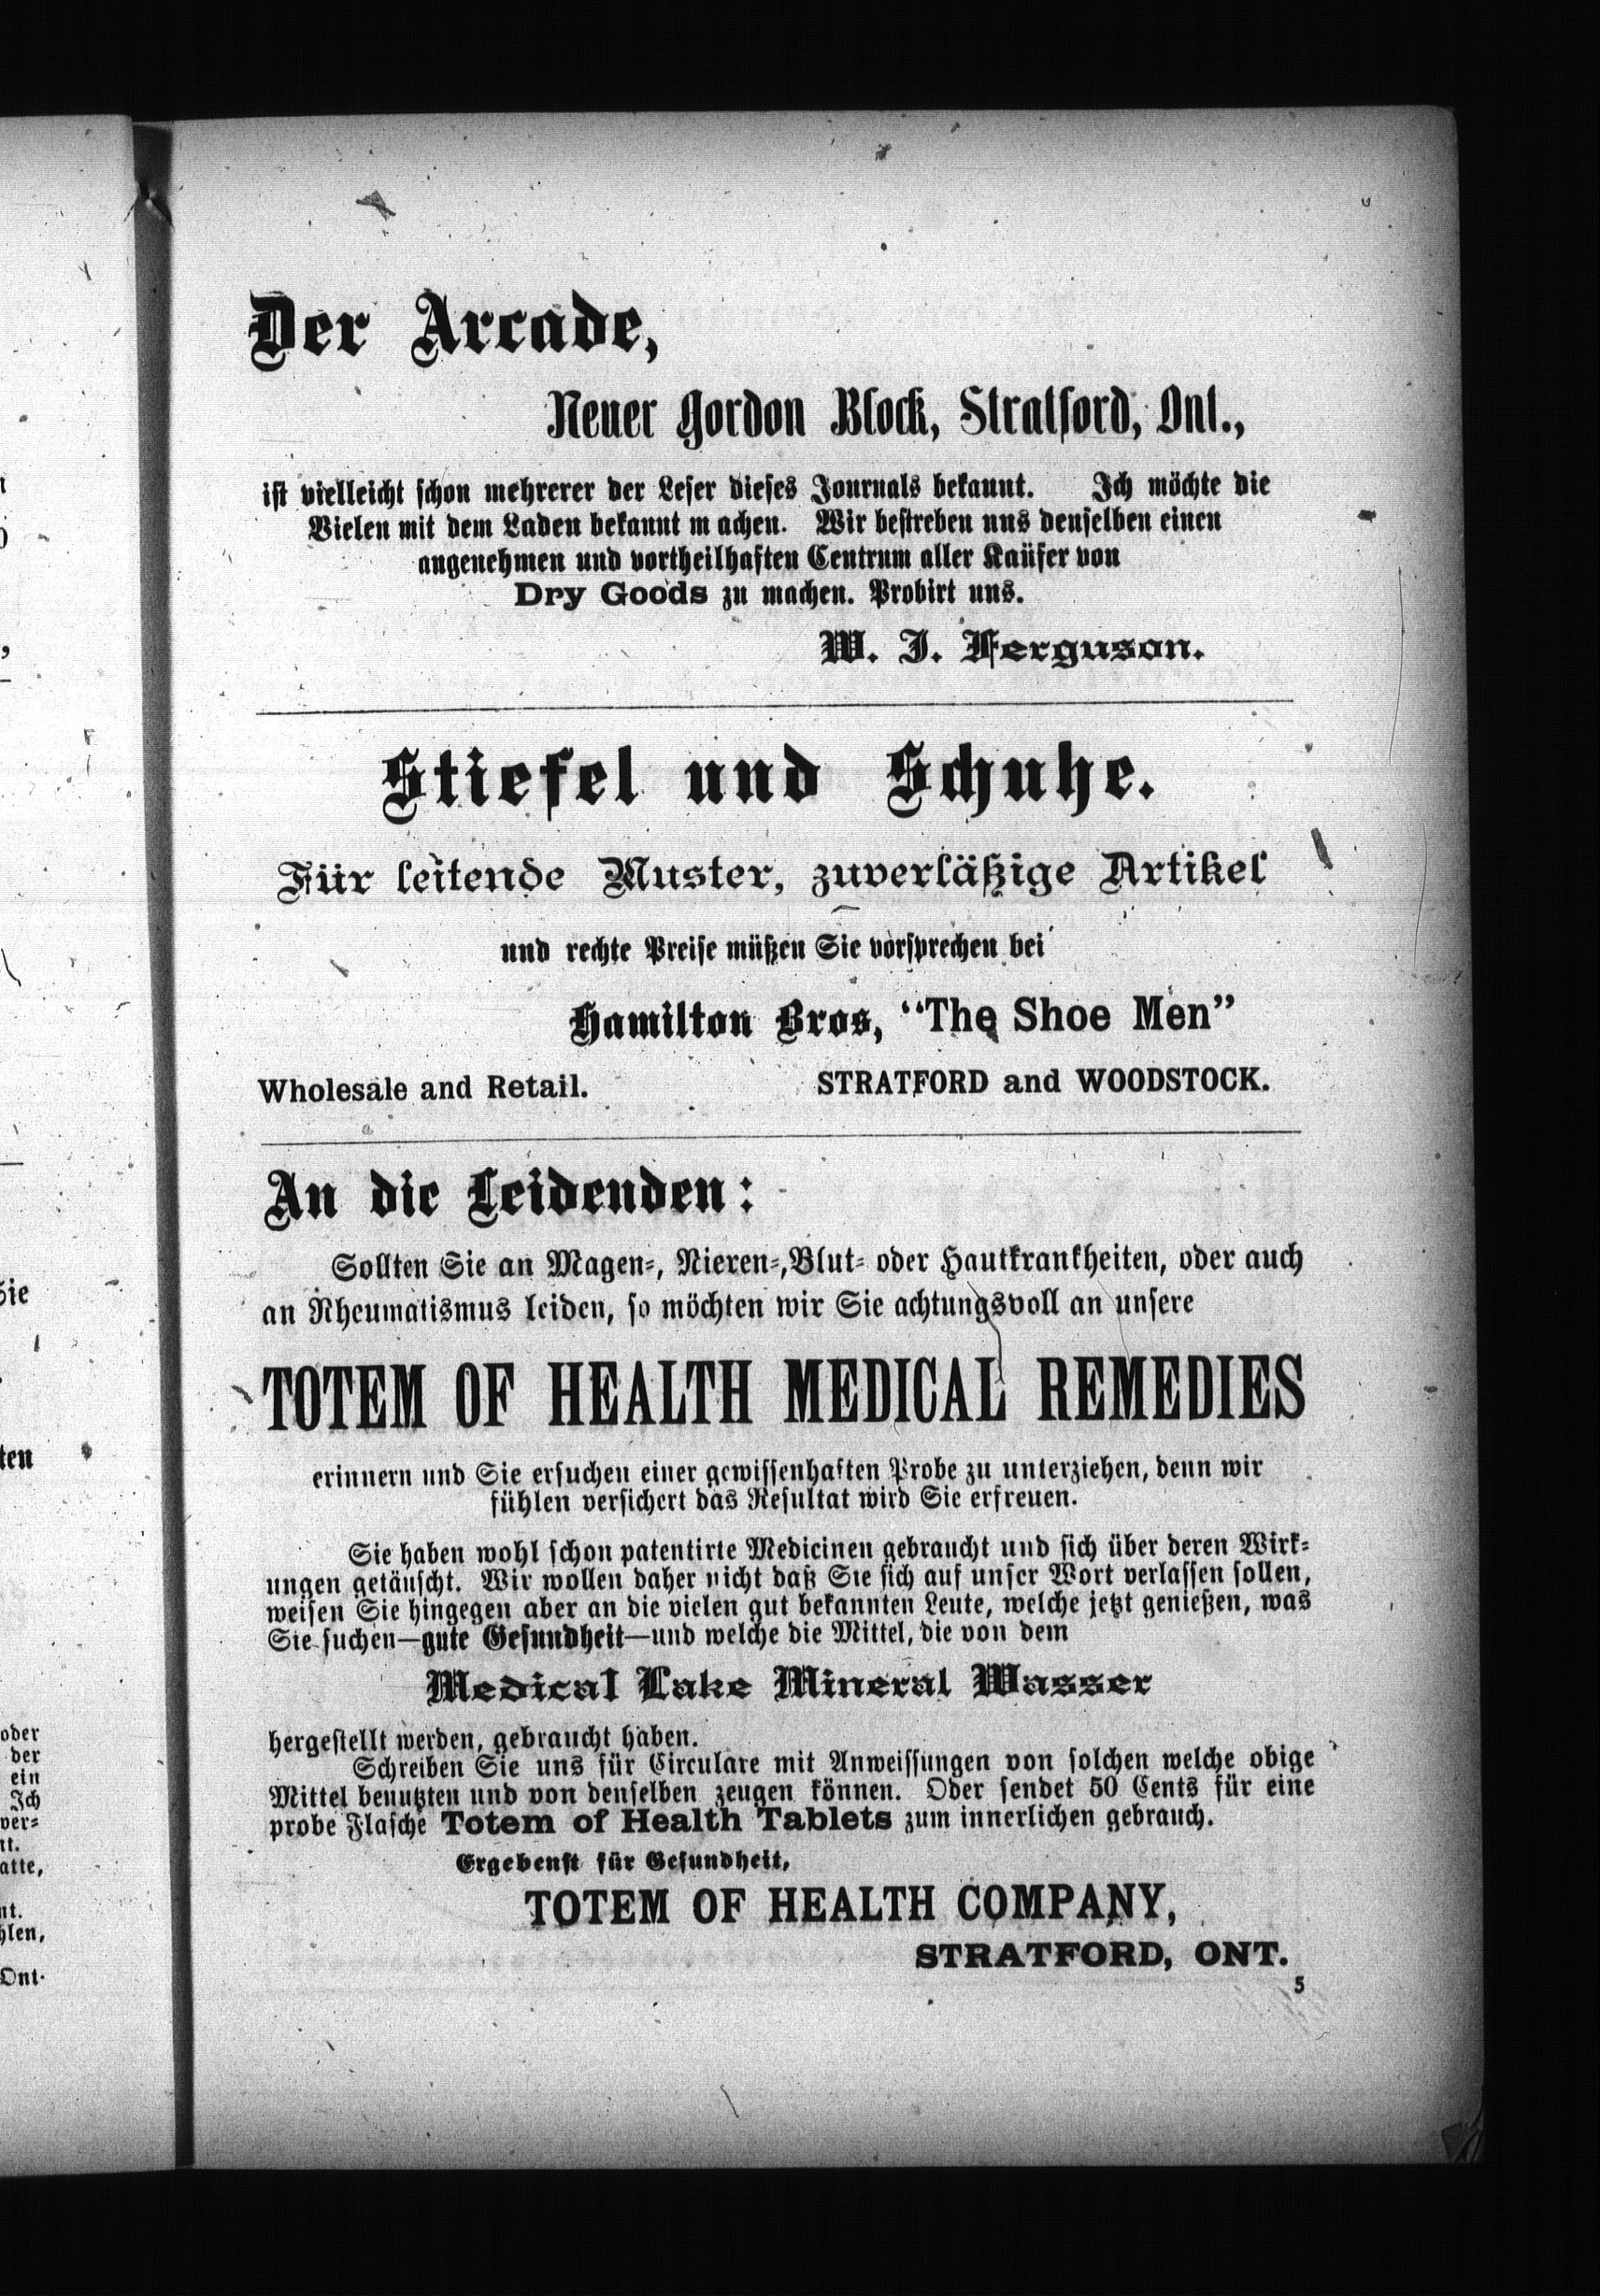 Der Arcade,
Neuer Gordon Block, Stratford, Ont.,
ist vielleicht schon mehrerer der Leser dieses Journals bekannt. Ich möchte die
Vielen mit dem Laden bekannt m achen. Wir bestreben uns denselben einen
angenehmen und vortheilhaften Centrum aller Kaüfer von
Dry Goods zu machen. Probirt uns.
W. J. Ferguson.
Stiefel und Schuhe.
Für leitende Muster, zuverläßige Artikel
und rechte Preise müßen Sie vorsprechen bei
Hamilton Bros, "The Shoe Men"
Wholesale and Retail. STRATFORD and WOODSTOCK.
An die Leidenden:
Sollten Sie an Magen-, Nieren-, Blut- oder Hautkrankheiten, oder auch
an Rheumatismus leiden, so möchten wir Sie achtungsvoll an unsere
TOTEM OF HEALTH MEDICAL REMEDIES
erinnern und Sie ersuchen einer gewissenhaften Probe zu unterziehen, denn wir
fühlen versichert das Resultat wird Sie erfreuen.
Sie haben wohl schon patentirte Medicinen gebraucht und sich über deren Wirk-
ungen getäuscht. Wir wollen daher nicht daß Sie sich auf unser Wort verlassen sollen,
weisen Sie hingegen aber an die vielen gut bekannten Leute, welche jetzt genießen, was
Sie suchen—gute Gesundheit—und welche die Mittel, die von dem
Medical Lake Mineral Wasser
hergestellt werden, gebraucht haben.
Schreiben Sie uns für Circulare mit Anweissungen von solchen welche obige
Mittel benutzten und von denselben zeugen können. Oder sendet 50 Cents für eine
probe Flasche Totem of Health Tablets zum innerlichen gebrauch.
Ergebenst für Gesundheit,
TOTEM OF HEALTH COMPANY,
STRATFORD, ONT.
5